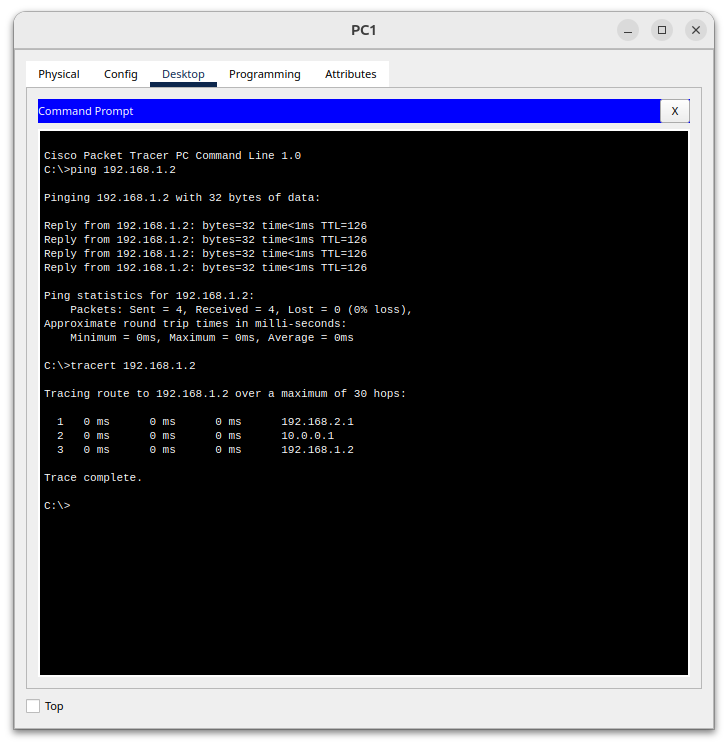 PC1
Physical Config Desktop Programming Attributes
Command Prompt X
Cisco Packet Tracer PC Command Line 1.0
C:\>ping 192.168.1.2
Pinging 192.168.1.2 with 32 bytes of data:
Reply from 192.168.1.2: bytes=32 time<1ms TTL=126
Reply from 192.168.1.2: bytes=32 time<1ms TTL=126
Reply from 192.168.1.2: bytes=32 time<1ms TTL=126
Reply from 192.168.1.2: bytes=32 time<1ms TTL=126
Ping statistics for 192.168.1.2:
Packets: Sent = 4, Received = 4, Lost = 0 (0% loss),
Approximate round trip times in milli-seconds:
Minimum = 0ms, Maximum = 0ms, Average = 0ms
C:\>tracert 192.168.1.2
Tracing route to 192.168.1.2 over a maximum of 30 hops:
1 0 ms 0 ms 0 ms 192.168.2.1
2 0 ms 0 ms 0 ms 10.0.0.1
3 0 ms 0 ms 0 ms 192.168.1.2
Trace complete.
C:\>
Top